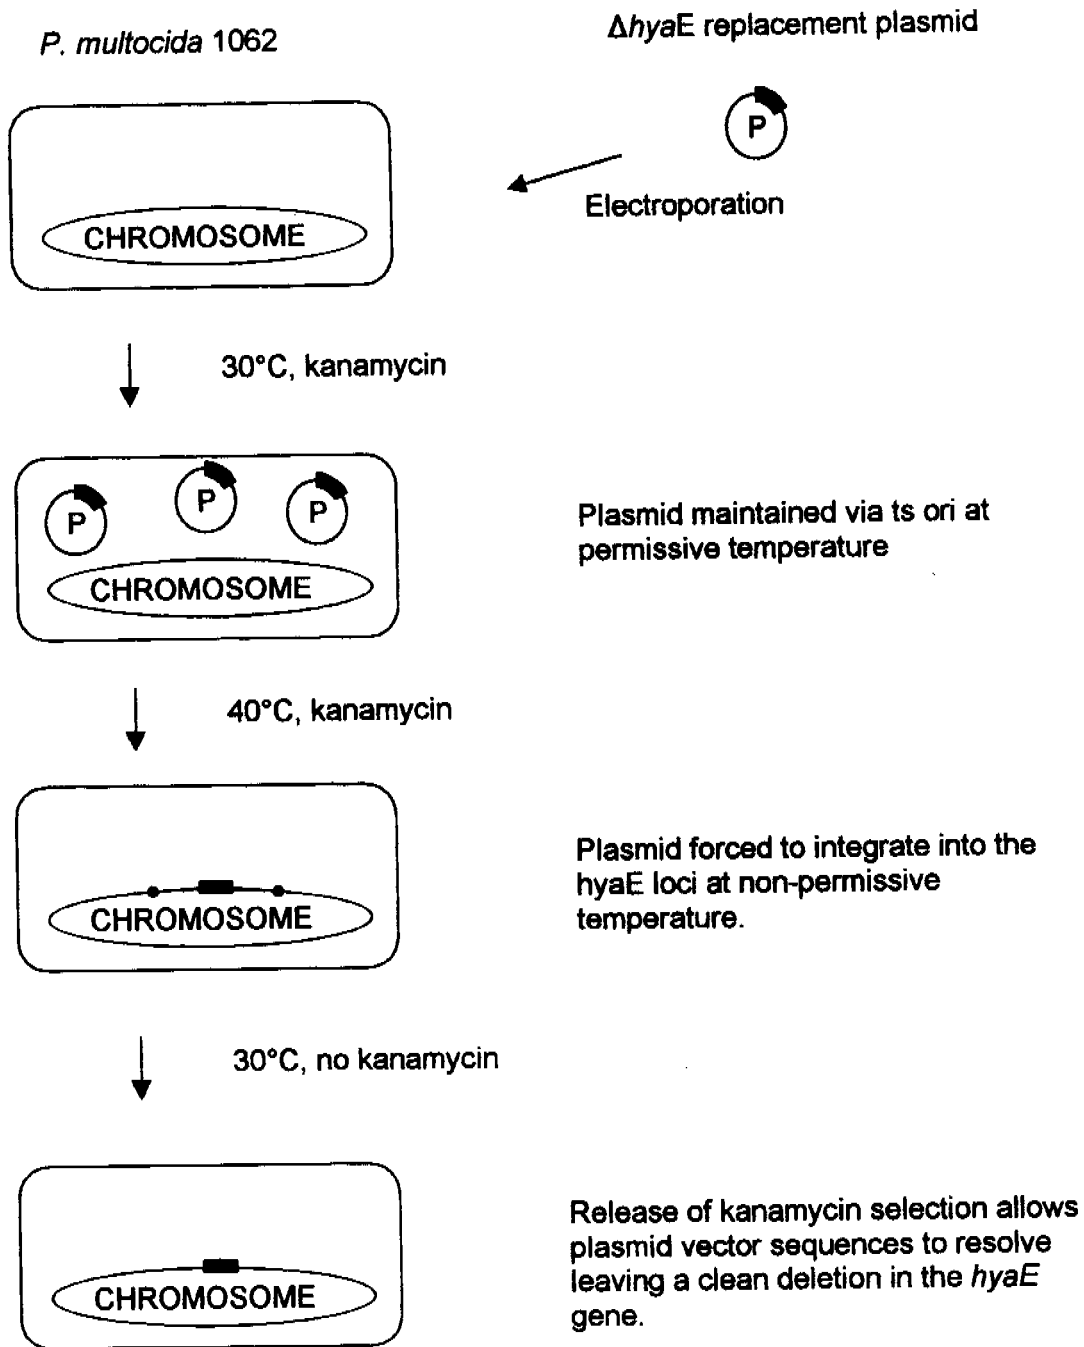 P. multocida 1062
ΔhyaE replacement plasmid
P
Electroporation
CHROMOSOME
30°C, kanamycin
P P P
CHROMOSOME
Plasmid maintained via ts ori at
permissive temperature
40°C, kanamycin
CHROMOSOME
Plasmid forced to integrate into the
hyaE loci at non-permissive
temperature.
30°C, no kanamycin
CHROMOSOME
Release of kanamycin selection allows
plasmid vector sequences to resolve
leaving a clean deletion in the hyaE
gene.